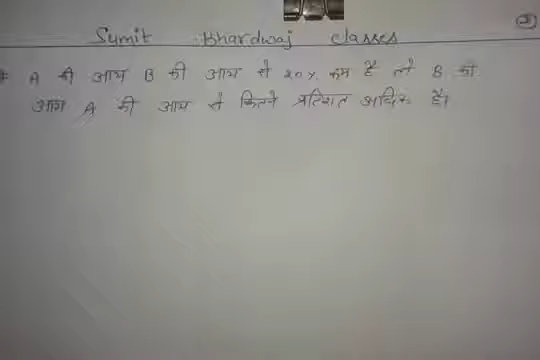 Sumit Bhardwaj classes
A की आय B की आय से 20% कम है तो B की
आय A की आय से कितने प्रतिशत अधिक है।